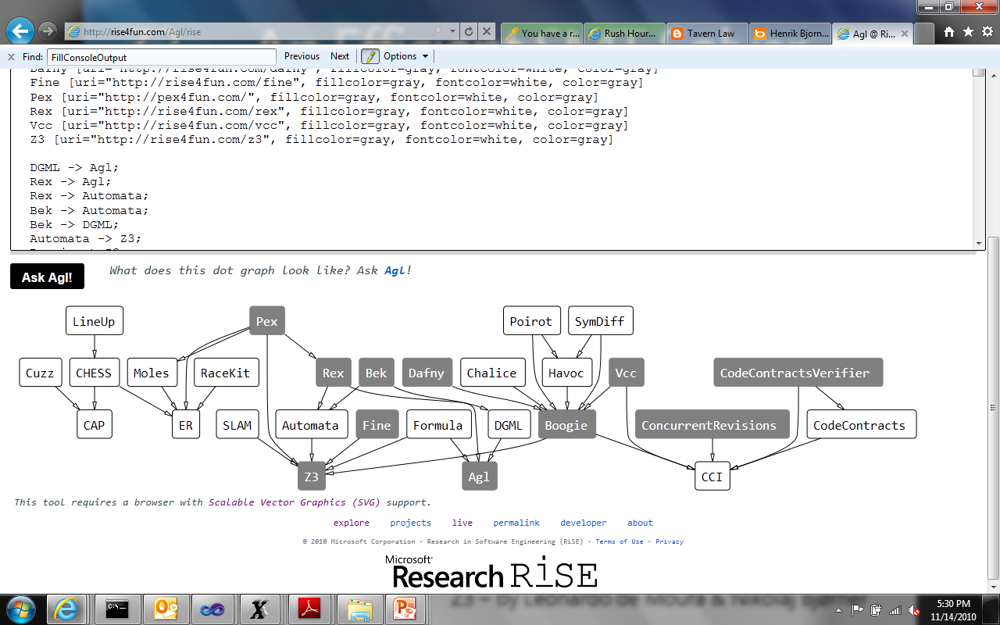 http://rise4fun.com/Agl/rise
You have a r...
Rush Hour...
Tavern Law
Henrik Bjorn...
Agl @ Ri...
Find: FillConsoleOutput
Previous
Next
Options
Dafny [uri="http://rise4fun.com/dafny", fillcolor=gray, fontcolor=white, color=gray]
Fine [uri="http://rise4fun.com/fine", fillcolor=gray, fontcolor=white, color=gray]
Pex [uri="http://pex4fun.com/", fillcolor=gray, fontcolor=white, color=gray]
Rex [uri="http://rise4fun.com/rex", fillcolor=gray, fontcolor=white, color=gray]
Vcc [uri="http://rise4fun.com/vcc", fillcolor=gray, fontcolor=white, color=gray]
Z3 [uri="http://rise4fun.com/z3", fillcolor=gray, fontcolor=white, color=gray]
DGML -> Agl;
Rex -> Agl;
Rex -> Automata;
Bek -> Automata;
Bek -> DGML;
Automata -> Z3;
Ask Agl!
What does this dot graph look like? Ask Agl!
LineUp
Pex
Poirot
SymDiff
Cuzz
CHESS
Moles
RaceKit
Rex
Bek
Dafny
Chalice
Havoc
Vcc
CodeContractsVerifier
CAP
ER
SLAM
Automata
Fine
Formula
DGML
Boogie
ConcurrentRevisions
CodeContracts
Z3
Agl
CCI
This tool requires a browser with Scalable Vector Graphics (SVG) support.
explore
projects
live
permalink
developer
about
© 2010 Microsoft Corporation - Research in Software Engineering (RiSE) - Terms of Use - Privacy
Microsoft®
Research RiSE
Z3 – by Leonardo de Moura & Nikolaj Bjørner
5:30 PM
11/14/2010